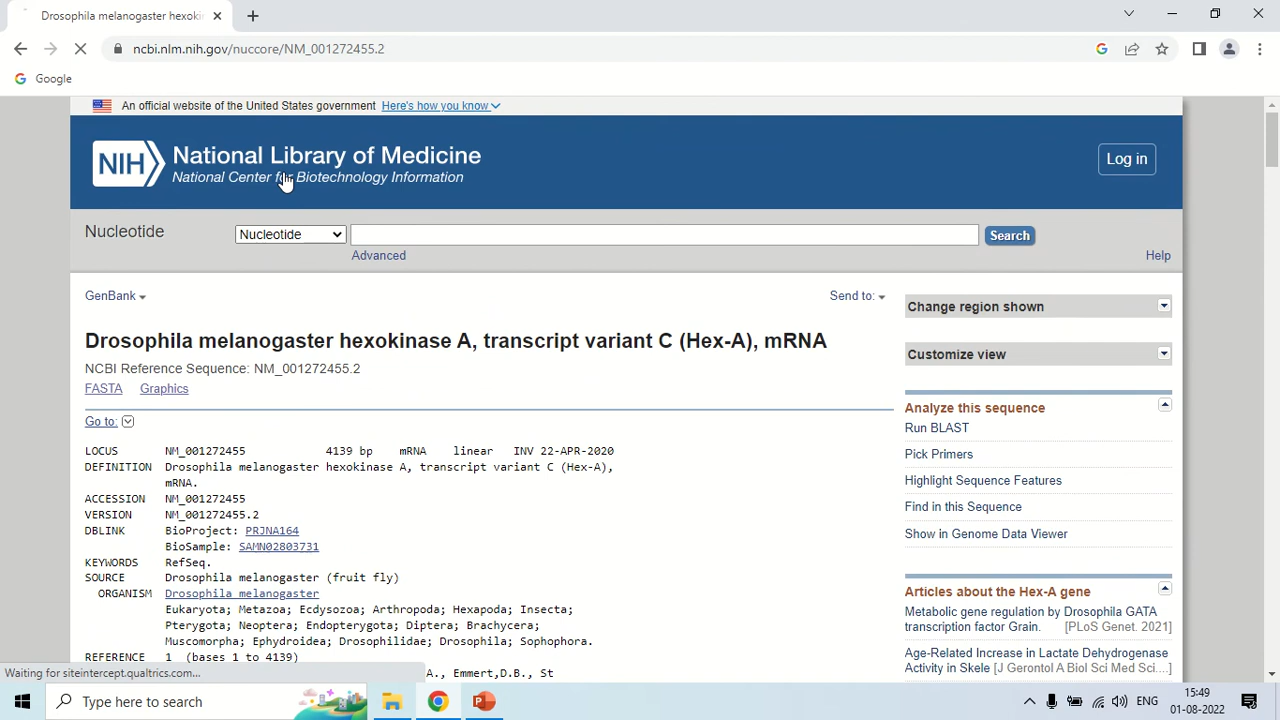 Drosophila melanogaster hexoki
ncbi.nlm.nih.gov/nuccore/NM_001272455.2
Google
An official website of the United States government Here's how you know
NIH National Library of Medicine
National Center for Biotechnology Information
Log in
Nucleotide Nucleotide Search
Advanced Help
GenBank Send to:
Change region shown
Drosophila melanogaster hexokinase A, transcript variant C (Hex-A), mRNA
NCBI Reference Sequence: NM_001272455.2
Customize view
FASTA Graphics
Go to:
Analyze this sequence
Run BLAST
Pick Primers
Highlight Sequence Features
Find in this Sequence
Show in Genome Data Viewer
LOCUS NM_001272455 4139 bp mRNA linear INV 22-APR-2020
DEFINITION Drosophila melanogaster hexokinase A, transcript variant C (Hex-A),
mRNA.
ACCESSION NM_001272455
VERSION NM_001272455.2
DBLINK BioProject: PRJNA164
BioSample: SAMN02803731
KEYWORDS RefSeq.
SOURCE Drosophila melanogaster (fruit fly)
ORGANISM Drosophila melanogaster
Eukaryota; Metazoa; Ecdysozoa; Arthropoda; Hexapoda; Insecta;
Pterygota; Neoptera; Endopterygota; Diptera; Brachycera;
Muscomorpha; Ephydroidea; Drosophilidae; Drosophila; Sophophora.
REFERENCE 1 (bases 1 to 4139)
A., Emmert,D.B., St
Articles about the Hex-A gene
Metabolic gene regulation by Drosophila GATA
transcription factor Grain. [PLoS Genet. 2021]
Age-Related Increase in Lactate Dehydrogenase
Activity in Skele [J Gerontol A Biol Sci Med Sci....]
Waiting for siteintercept.qualtrics.com...
Type here to search
ENG
15:49
01-08-2022